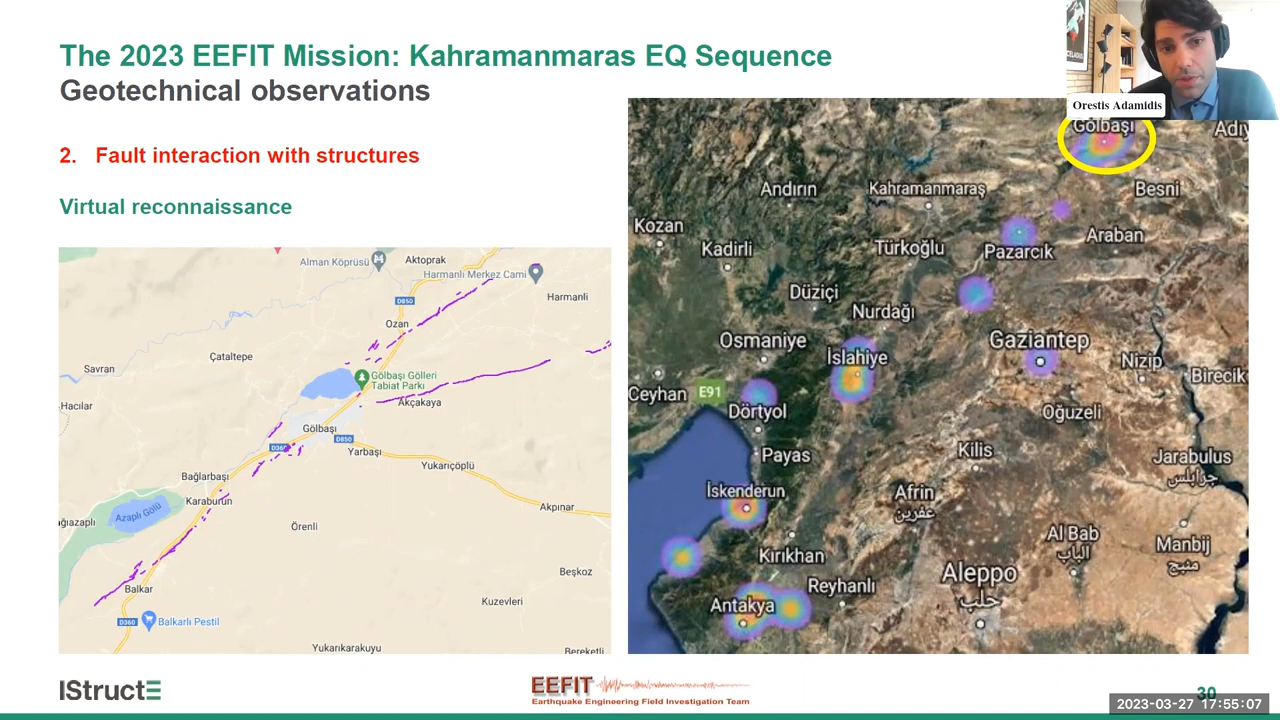 The 2023 EEFIT Mission: Kahramanmaras EQ Sequence
Geotechnical observations
Orestis Adamidis
2. Fault interaction with structures
Virtual reconnaissance
Alman Köprüsü
Aktoprak
Harmanlı Merkez Cami
Harmanli
D850
Ozan
Çataltepe
Savran
Gölbaşı Gölleri
Tabiat Parkı
Akçakaya
Hacılar
Gölbaşı
D850
D360
Yarbaşı
Yukarıçöplü
Bağlarbaşı
Karaburun
Akpınar
Azaplı Gölü
ağıazaplı
Örenli
Beşkoz
Balkar
Kuzevleri
D360
Balkarlı Pestil
Yukarıkarakuyu
Bereketli
Gölbaşı
Adıy
Andırın
Kahramanmaraş
Besni
Kozan
Araban
Kadirli
Türkoğlu
Pazarcık
Düziçi
Nurdağı
Osmaniye
Gaziantep
İslahiye
Nizip
Birecik
Ceyhan
E91
Dörtyol
Oğuzeli
Payas
Kilis
Jarabulus
جرابلس
İskenderun
Afrin
عفرين
Al Bab
الباب
Manbij
منبج
Kırıkhan
Reyhanlı
Aleppo
حلب
Antakya
IStructE
EEFIT
Earthquake Engineering Field Investigation Team
30
2023-03-27 17:55:07